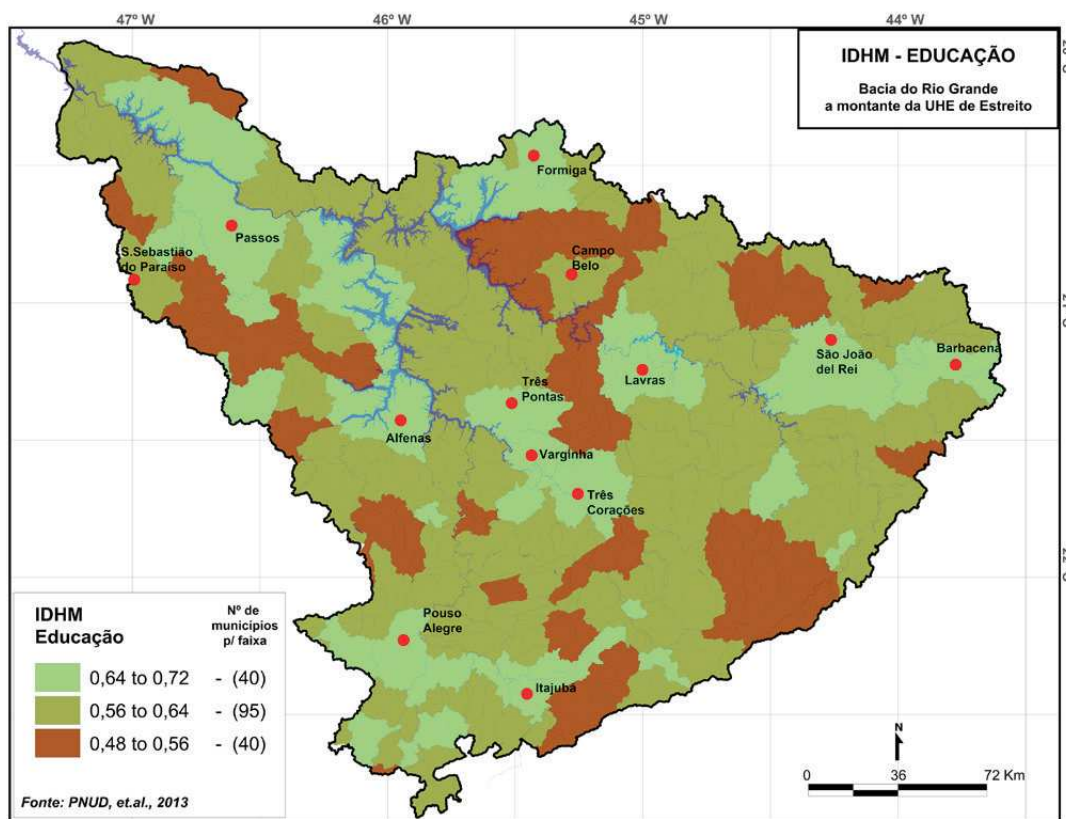 47°W
46°W
45°W
44°W
IDHM - EDUCAÇÃO
Bacia do Rio Grande
a montante da UHE de Estreito
Formiga
Passos
S.Sebastião
do Paraíso
Campo
Belo
21°S
São João
del Rei
Barbacena
Lavras
Três
Pontas
Alfenas
Varginha
Três
Corações
22°S
Pouso
Alegre
Itajubá
IDHM
Educação
Nº de
municípios
p/ faixa
0,64 to 0,72 - (40)
0,56 to 0,64 - (95)
0,48 to 0,56 - (40)
Fonte: PNUD, et.al., 2013
N
0 36 72 Km